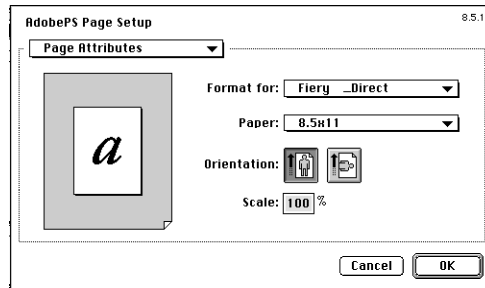 AdobePS Page Setup 8.5.1
Page Attributes
Format for: Fiery _Direct
Paper: 8.5x11
a
Orientation:
Scale: 100 %
Cancel OK